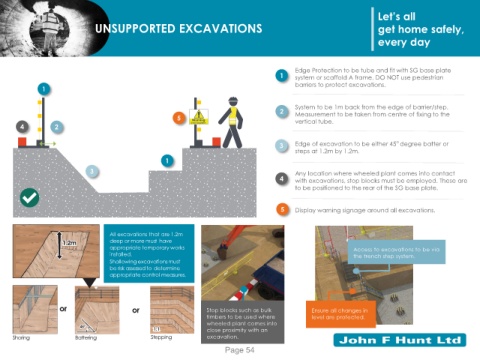 UNSUPPORTED EXCAVATIONS
Let's all
get home safely,
every day
1
Edge Protection to be tube and fit with SG base plate
system or scaffold A frame. DO NOT use pedestrian
barriers to protect excavations.
2
System to be 1m back from the edge of barrier/step.
Measurement to be taken from centre of fixing to the
vertical tube.
3
Edge of excavation to be either 45° degree batter or
steps at 1.2m by 1.2m.
4
Any location where wheeled plant comes into contact
with excavations, stop blocks must be employed. These are
to be positioned to the rear of the SG base plate.
5
Display warning signage around all excavations.
1
5
4
2
1
3
1.2m
All excavations that are 1.2m
deep or more must have
appropriate temporary works
installed.
Shallow excavations must
be risk assessed to determine
appropriate control measures.
Shoring
or
Battering
or
Stepping
Stop blocks such as bulk
timbers to be used where
wheeled plant comes into
close proximity with an
excavation.
Access to excavations to be via
the trench step system.
Ensure all changes in
level are protected.
John F Hunt Ltd
Page 54